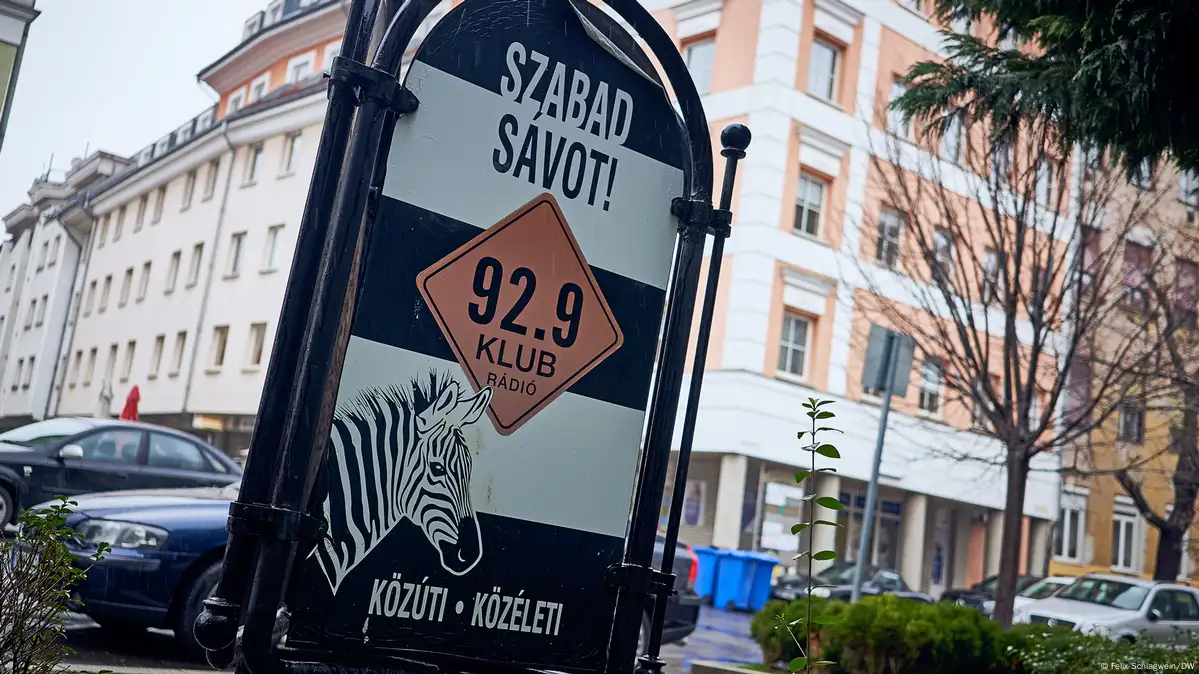 SZABAD
SÁVOT!
92.9
KLUB
RÁDIÓ
KÖZÚTI • KÖZÉLETI
© Felix Schlagwein/DW